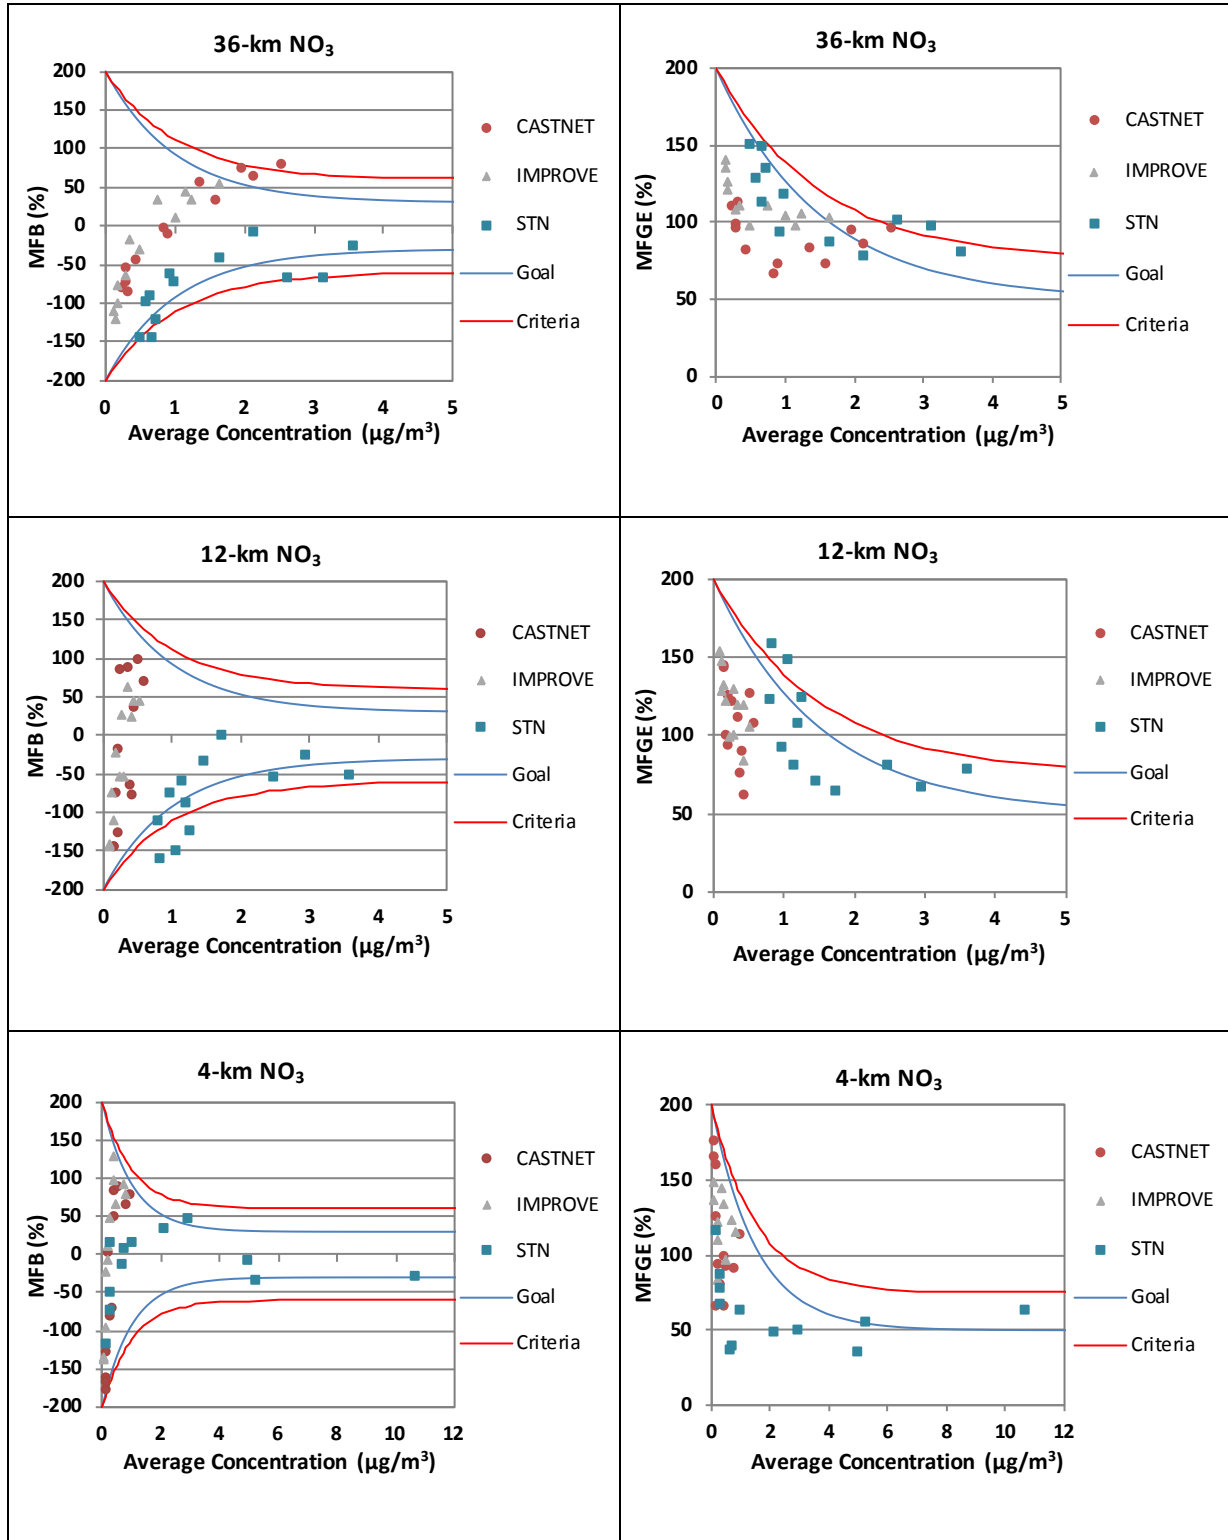 36-km NO3
200
150
100
50
0
-50
-100
-150
-200
MFB (%)
0 1 2 3 4 5
Average Concentration (µg/m3)
CASTNET
IMPROVE
STN
Goal
Criteria
36-km NO3
200
150
100
50
0
MFGE (%)
0 1 2 3 4 5
Average Concentration (µg/m3)
CASTNET
IMPROVE
STN
Goal
Criteria
12-km NO3
200
150
100
50
0
-50
-100
-150
-200
MFB (%)
0 1 2 3 4 5
Average Concentration (µg/m3)
CASTNET
IMPROVE
STN
Goal
Criteria
12-km NO3
200
150
100
50
0
MFGE (%)
0 1 2 3 4 5
Average Concentration (µg/m3)
CASTNET
IMPROVE
STN
Goal
Criteria
4-km NO3
200
150
100
50
0
-50
-100
-150
-200
MFB (%)
0 2 4 6 8 10 12
Average Concentration (µg/m3)
CASTNET
IMPROVE
STN
Goal
Criteria
4-km NO3
200
150
100
50
0
MFGE (%)
0 2 4 6 8 10 12
Average Concentration (µg/m3)
CASTNET
IMPROVE
STN
Goal
Criteria